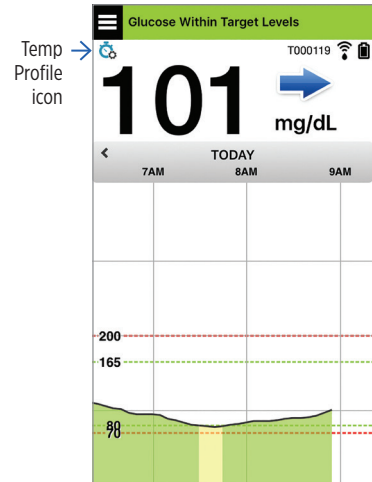 Glucose Within Target Levels
Temp
Profile
icon
T000119
101
mg/dL
TODAY
7AM 8AM 9AM
200
165
80
70